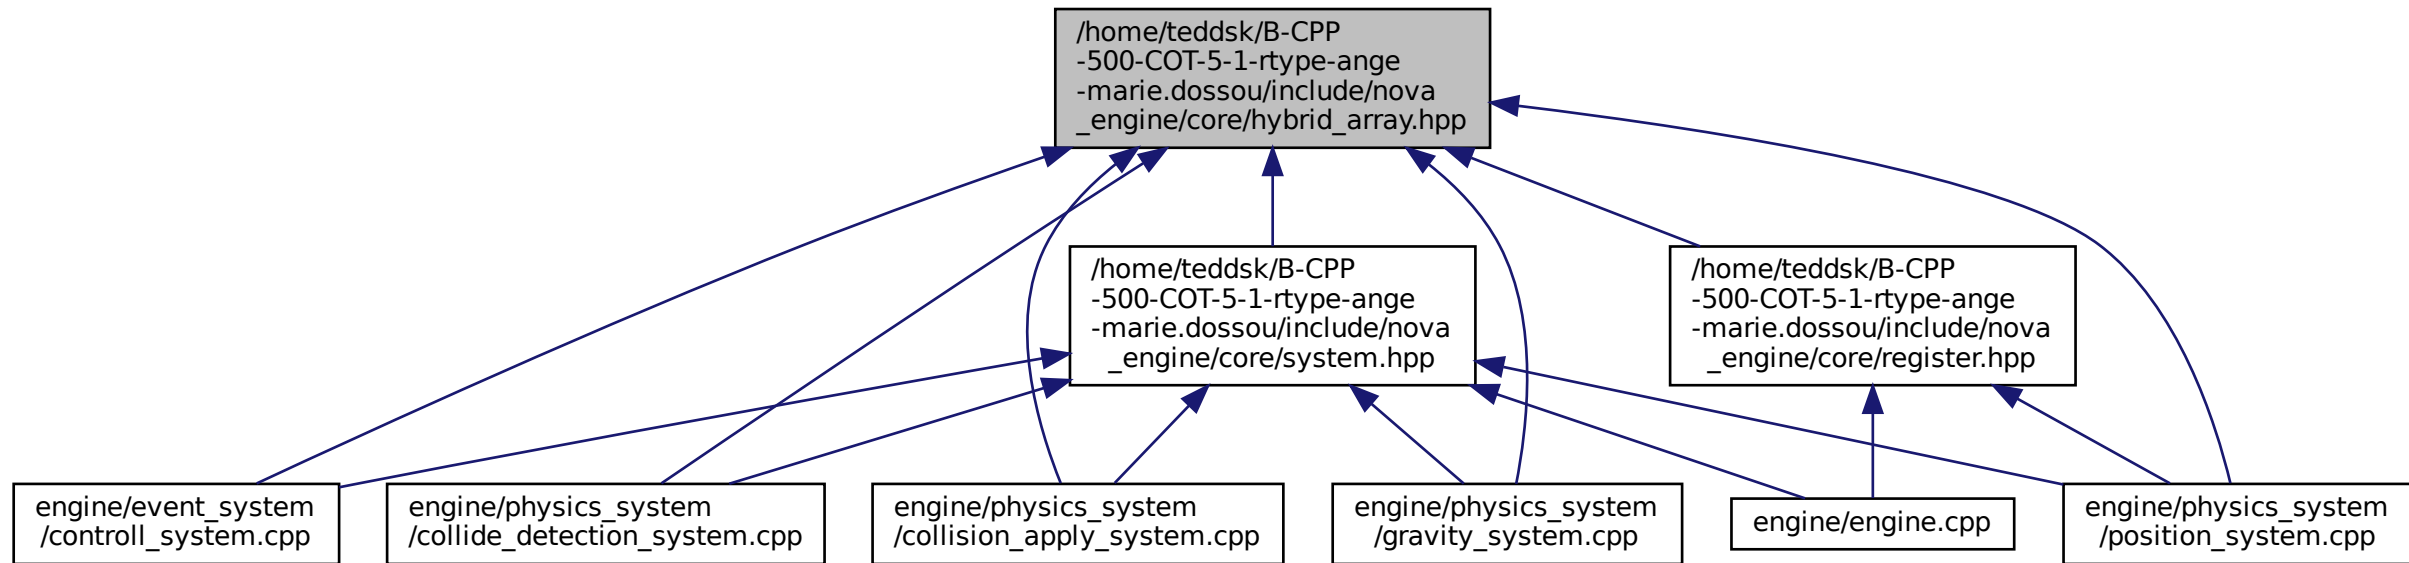 /home/teddsk/B-CPP
-500-COT-5-1-rtype-ange
-marie.dossou/include/nova
_engine/core/hybrid_array.hpp
/home/teddsk/B-CPP
-500-COT-5-1-rtype-ange
-marie.dossou/include/nova
_engine/core/system.hpp
/home/teddsk/B-CPP
-500-COT-5-1-rtype-ange
-marie.dossou/include/nova
_engine/core/register.hpp
engine/event_system
/controll_system.cpp
engine/physics_system
/collide_detection_system.cpp
engine/physics_system
/collision_apply_system.cpp
engine/physics_system
/gravity_system.cpp
engine/engine.cpp
engine/physics_system
/position_system.cpp